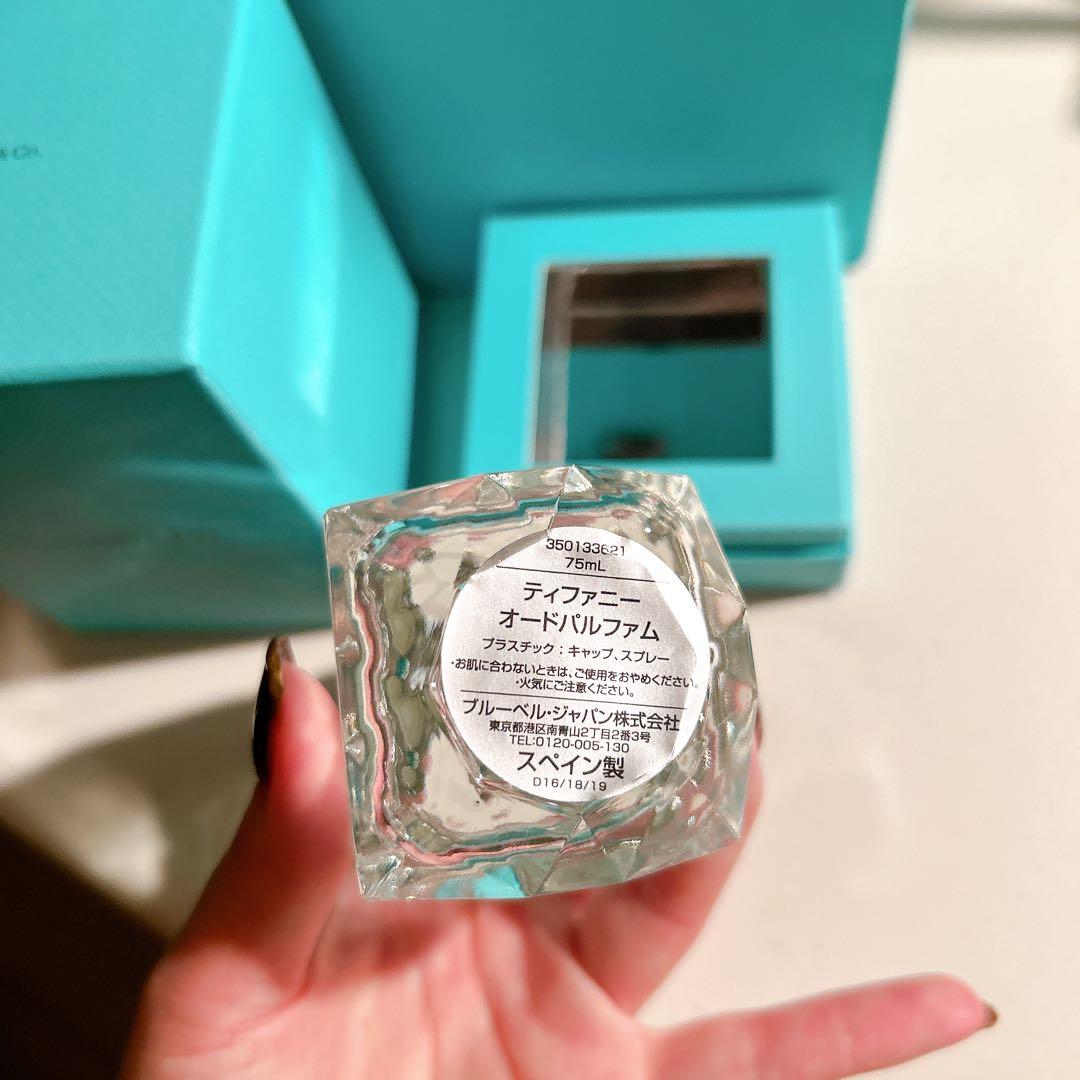 & Co.
350133621
75mL
ティファニー
オードパルファム
プラスチック：キャップ、スプレー
・お肌に合わないときは、ご使用をおやめください。
・火気にご注意ください。
ブルーベル・ジャパン株式会社
東京都港区南青山2丁目2番3号
TEL:0120-005-130
スペイン製
D16/18/19